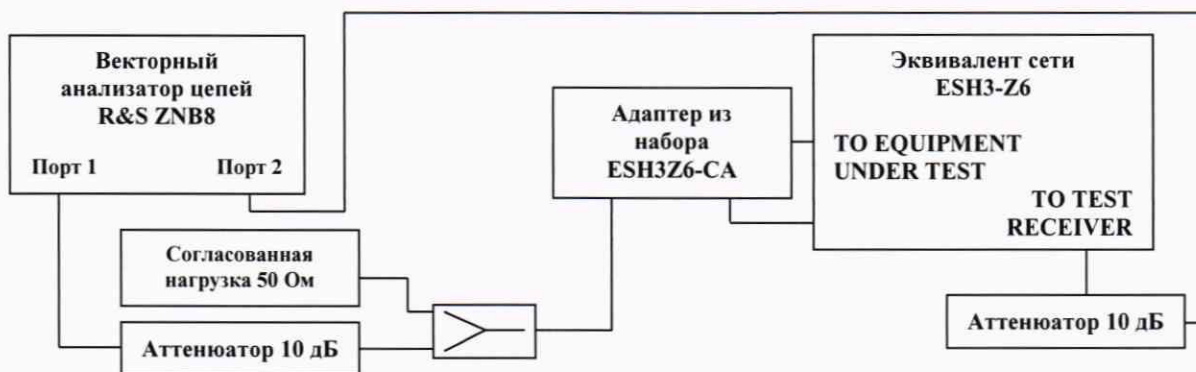 Векторный
анализатор цепей
R&S ZNB8
Порт 1
Порт 2
Согласованная
нагрузка 50 Ом
Аттенюатор 10 дБ
Адаптер из
набора
ESH3Z6-CA
Эквивалент сети
ESH3-Z6
TO EQUIPMENT
UNDER TEST
TO TEST
RECEIVER
Аттенюатор 10 дБ